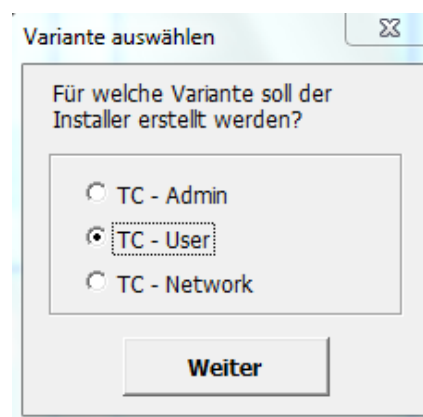 Variante auswählen
Für welche Variante soll der
Installer erstellt werden?
TC - Admin
TC - User
TC - Network
Weiter